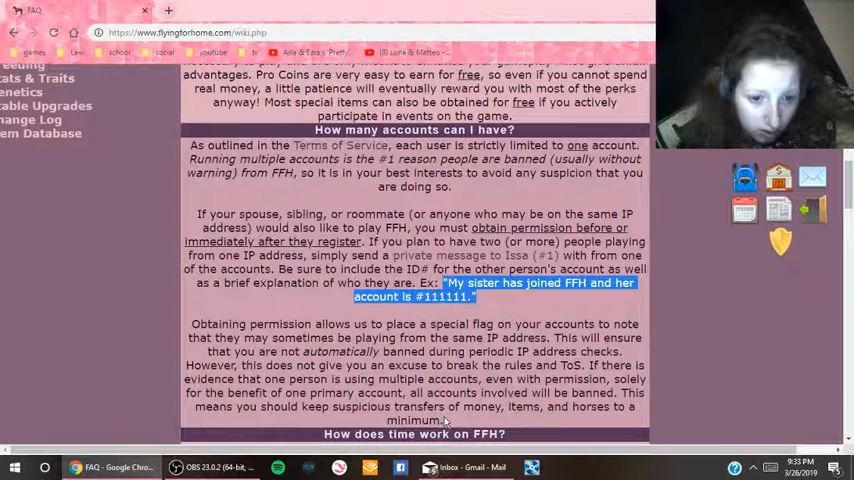 FAQ
https://www.flyingforhome.com/wiki.php
games
Lexi
school
social
youtube
tv
Aria & Ezra's 'Pretty...
(8) Luna & Matteo -...
tats & Traits
enetics
table Upgrades
hange Log
em Database
advantages. Pro Coins are very easy to earn for free, so even if you cannot spend
real money, a little patience will eventually reward you with most of the perks
anyway! Most special items can also be obtained for free if you actively
participate in events on the game.
How many accounts can I have?
As outlined in the Terms of Service, each user is strictly limited to one account.
Running multiple accounts is the #1 reason people are banned (usually without
warning) from FFH, so it is in your best interests to avoid any suspicion that you
are doing so.
If your spouse, sibling, or roommate (or anyone who may be on the same IP
address) would also like to play FFH, you must obtain permission before or
immediately after they register. If you plan to have two (or more) people playing
from one IP address, simply send a private message to Issa (#1) with from one
of the accounts. Be sure to include the ID# for the other person's account as well
as a brief explanation of who they are. Ex: "My sister has joined FFH and her
account is #111111."
Obtaining permission allows us to place a special flag on your accounts to note
that they may sometimes be playing from the same IP address. This will ensure
that you are not automatically banned during periodic IP address checks.
However, this does not give you an excuse to break the rules and ToS. If there is
evidence that one person is using multiple accounts, even with permission, solely
for the benefit of one primary account, all accounts involved will be banned. This
means you should keep suspicious transfers of money, items, and horses to a
minimum.
How does time work on FFH?
FAQ - Google Chro...
OBS 23.0.2 (64-bit, ...
Inbox - Gmail - Mail
9:33 PM
3/26/2019